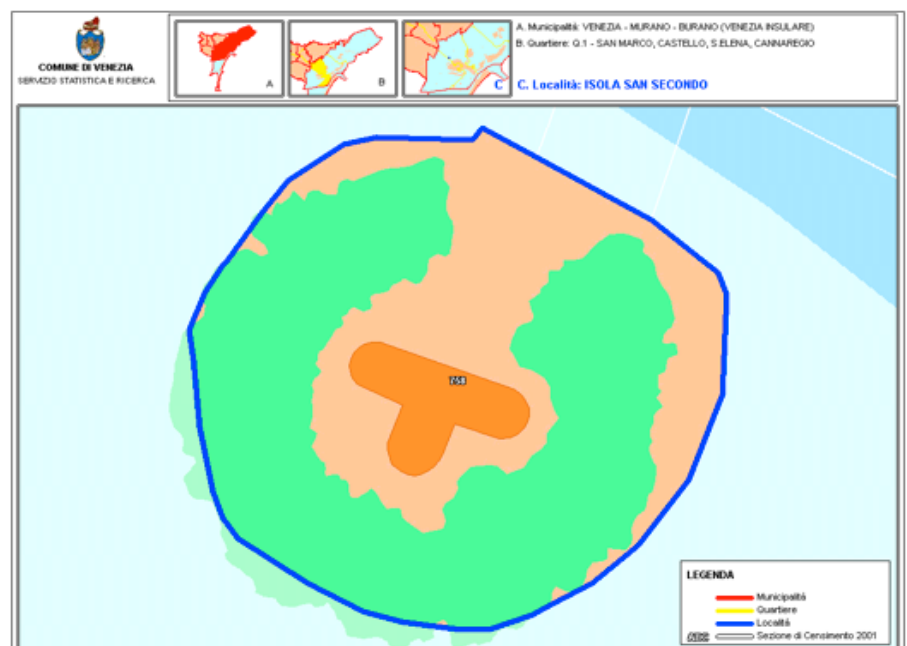 COMUNE DI VENEZIA
SERVIZIO STATISTICA E RICERCA
A
B
C
A. Municipalità: VENEZIA - MURANO - BURANO (VENEZIA INSULARE)
B. Quartiere: Q.1 - SAN MARCO, CASTELLO, S.ELENA, CANNAREGIO
C. Località: ISOLA SAN SECONDO
758
LEGENDA
Municipalità
Quartiere
Località
Sezione di Censimento 2001